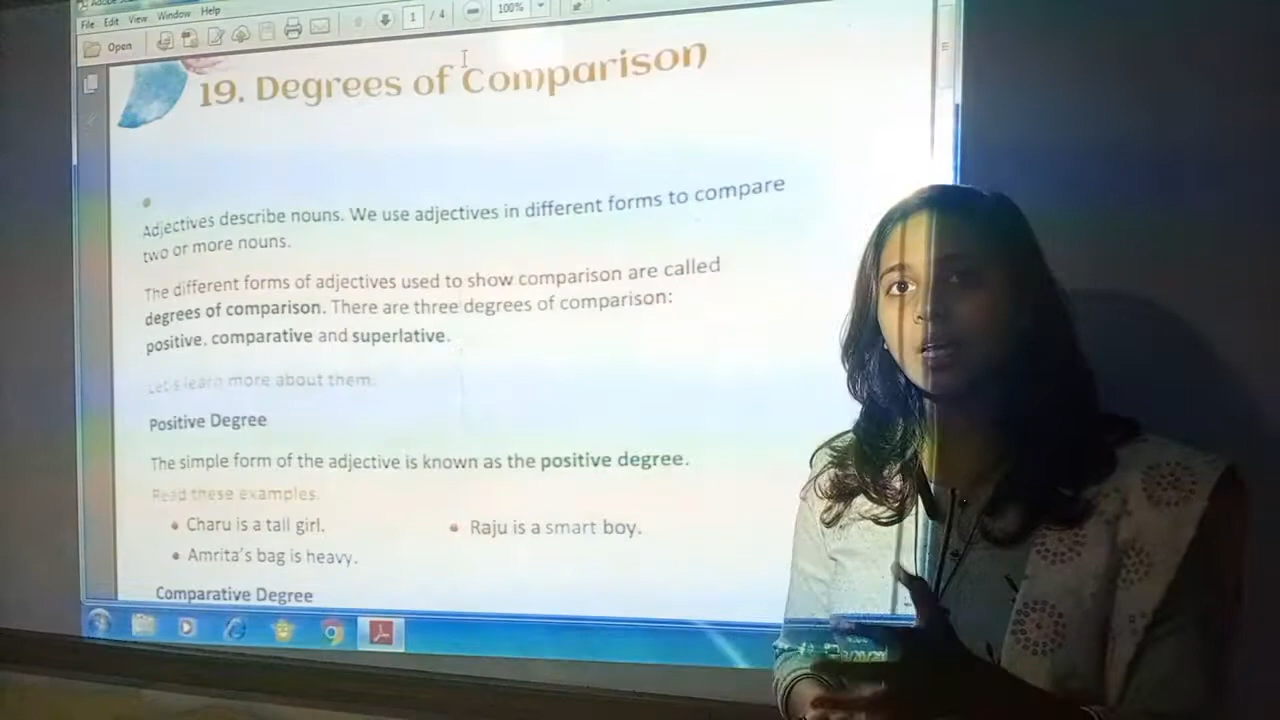 File Edit View Window Help
Open 1 / 4 100%
19. Degrees of Comparison
Adjectives describe nouns. We use adjectives in different forms to compare
two or more nouns.
The different forms of adjectives used to show comparison are called
degrees of comparison. There are three degrees of comparison:
positive, comparative and superlative.
Let's learn more about them.
Positive Degree
The simple form of the adjective is known as the positive degree.
Read these examples.
• Charu is a tall girl. • Raju is a smart boy.
• Amrita's bag is heavy.
Comparative Degree